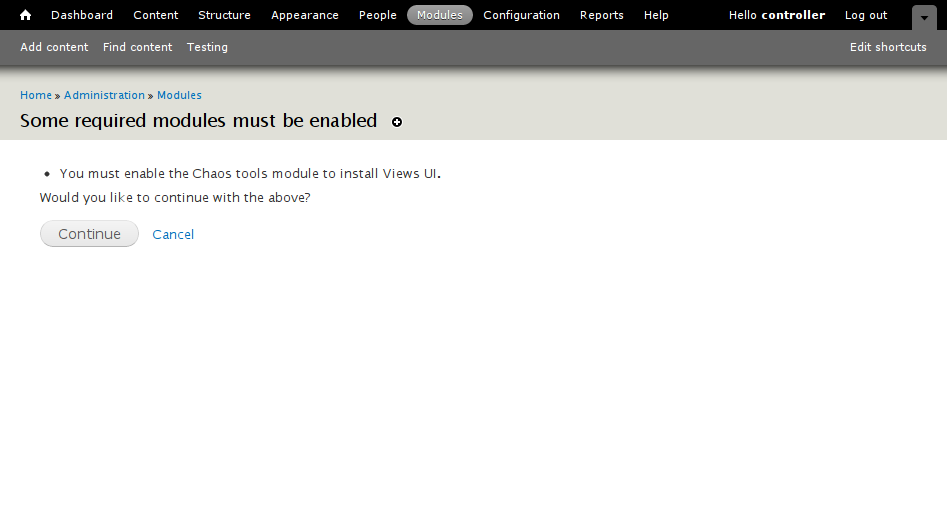 Dashboard Content Structure Appearance People Modules Configuration Reports Help Hello controller Log out
Add content Find content Testing Edit shortcuts
Home » Administration » Modules
Some required modules must be enabled
• You must enable the Chaos tools module to install Views UI.
Would you like to continue with the above?
Continue Cancel